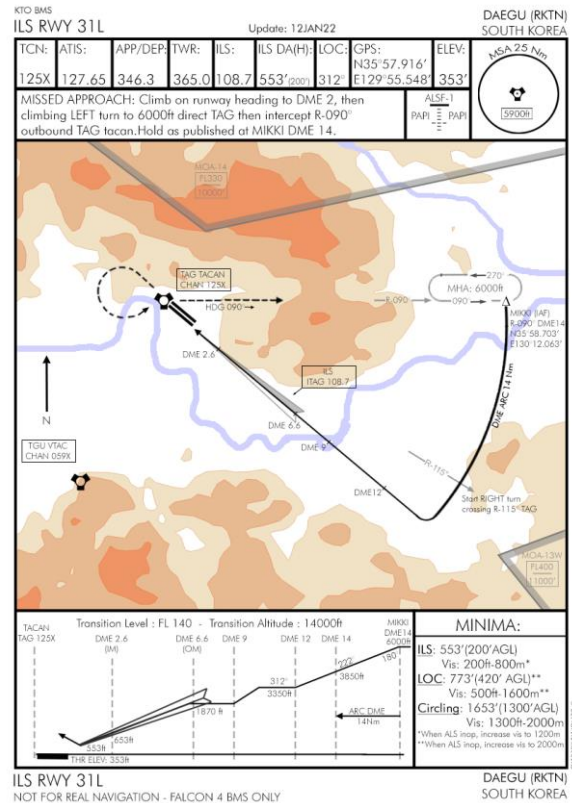 KTO BMS
ILS RWY 31L
Update: 12JAN22
DAEGU (RKTN)
SOUTH KOREA
TCN: ATIS: APP/DEP: TWR: ILS: ILS DA(H): LOC: GPS: ELEV:
125X 127.65 346.3 365.0 108.7 553'(200') 312° N35°57.916' E129°55.548' 353'
MSA 25 Nm
5900ft
MISSED APPROACH: Climb on runway heading to DME 2, then
climbing LEFT turn to 6000ft direct TAG then intercept R-090°
outbound TAG tacan.Hold as published at MIKKI DME 14.
ALSF-1
PAPI PAPI
MOA-14
FL330
10000'
TAG TACAN
CHAN 125X
HDG 090°
R-090
270°
MHA: 6000ft
090°
MIKKI (IAF)
R-090° DME14
N35°58.703'
E130°12.063'
DME 2.6
ILS
ITAG 108.7
DME ARC 14 Nm
DME 6.6
DME 9
N
TGU VTAC
CHAN 059X
R-115°
DME12
Start RIGHT turn
crossing R-115°TAG
MOA-13W
FL400
11000'
Transition Level : FL 140 - Transition Altitude : 14000ft
TACAN
TAG 125X
DME 2.6
(IM)
DME 6.6
(OM)
DME 9
DME 12
DME 14
MIKKI
DME14
6000ft
180°
222°
3850ft
312°
3350ft
1870 ft
ARC DME
14Nm
653ft
553ft
THR ELEV: 353ft
MINIMA:
ILS: 553'(200'AGL)
Vis: 200ft-800m*
LOC: 773'(420' AGL)**
Vis: 500ft-1600m**
Circling: 1653'(1300'AGL)
Vis: 1300ft-2000m
*When ALS inop, increase vis to 1200m
**When ALS inop, increase vis to 2000m
ILS RWY 31L
NOT FOR REAL NAVIGATION - FALCON 4 BMS ONLY
DAEGU (RKTN)
SOUTH KOREA